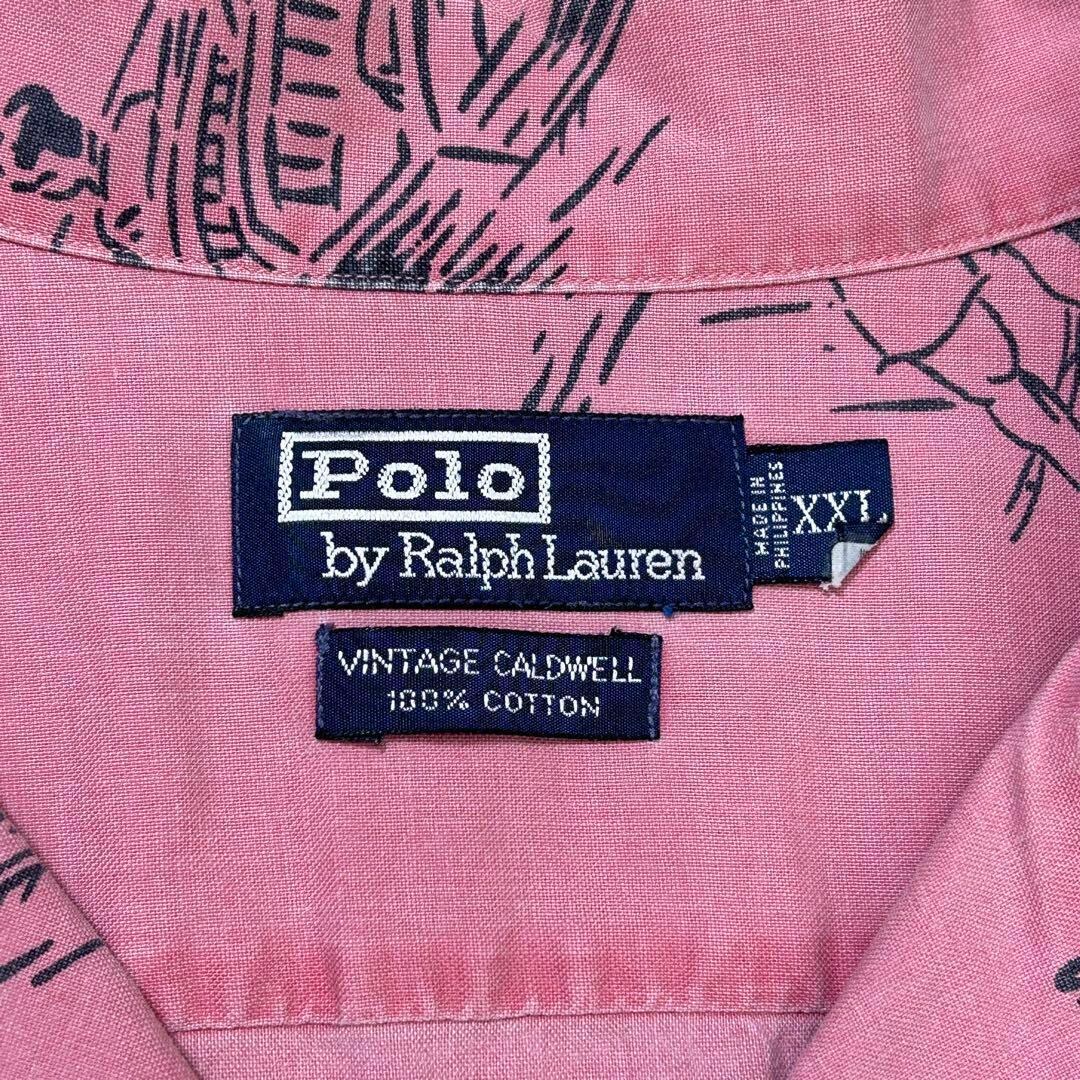 Polo
by Ralph Lauren
MADE IN
PHILIPPINES
XXL
VINTAGE CALDWELL
100% COTTON